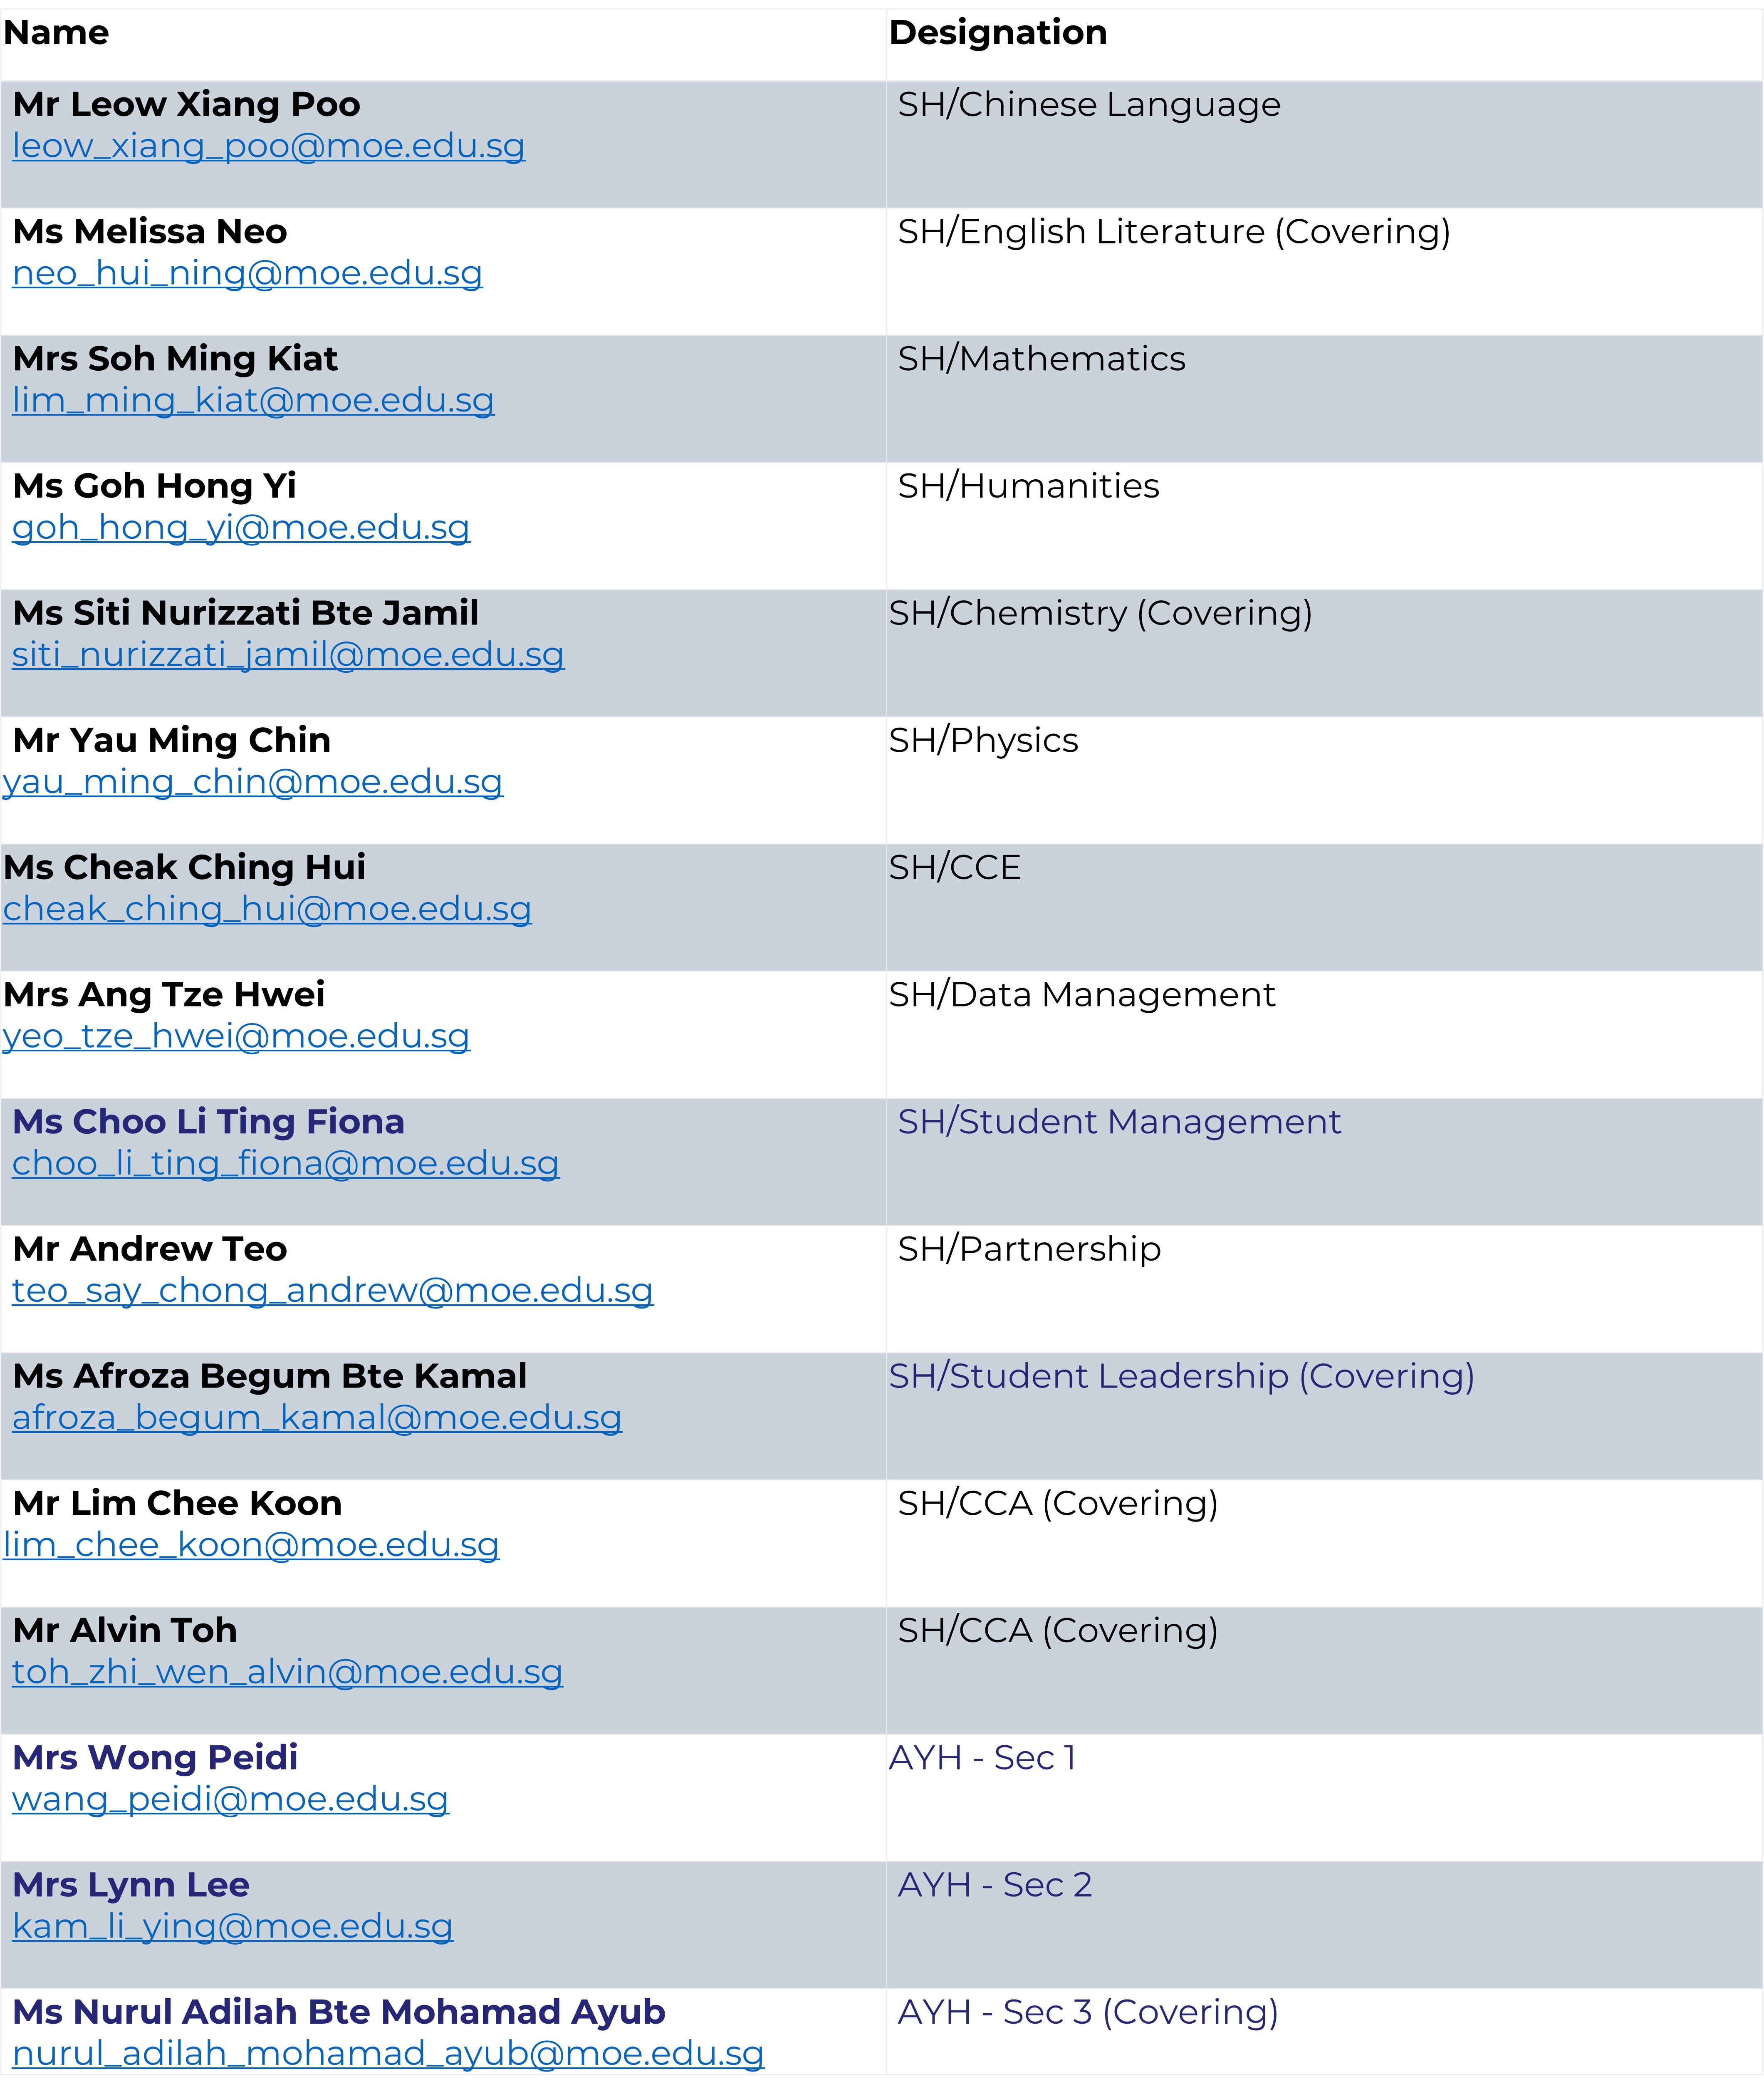 Name Designation
Mr Leow Xiang Poo SH/Chinese Language
leow_xiang_poo@moe.edu.sg
Ms Melissa Neo SH/English Literature (Covering)
neo_hui_ning@moe.edu.sg
Mrs Soh Ming Kiat SH/Mathematics
lim_ming_kiat@moe.edu.sg
Ms Goh Hong Yi SH/Humanities
goh_hong_yi@moe.edu.sg
Ms Siti Nurizzati Bte Jamil SH/Chemistry (Covering)
siti_nurizzati_jamil@moe.edu.sg
Mr Yau Ming Chin SH/Physics
yau_ming_chin@moe.edu.sg
Ms Cheak Ching Hui SH/CCE
cheak_ching_hui@moe.edu.sg
Mrs Ang Tze Hwei SH/Data Management
yeo_tze_hwei@moe.edu.sg
Ms Choo Li Ting Fiona SH/Student Management
choo_li_ting_fiona@moe.edu.sg
Mr Andrew Teo SH/Partnership
teo_say_chong_andrew@moe.edu.sg
Ms Afroza Begum Bte Kamal SH/Student Leadership (Covering)
afroza_begum_kamal@moe.edu.sg
Mr Lim Chee Koon SH/CCA (Covering)
lim_chee_koon@moe.edu.sg
Mr Alvin Toh SH/CCA (Covering)
toh_zhi_wen_alvin@moe.edu.sg
Mrs Wong Peidi AYH - Sec 1
wang_peidi@moe.edu.sg
Mrs Lynn Lee AYH - Sec 2
kam_li_ying@moe.edu.sg
Ms Nurul Adilah Bte Mohamad Ayub AYH - Sec 3 (Covering)
nurul_adilah_mohamad_ayub@moe.edu.sg